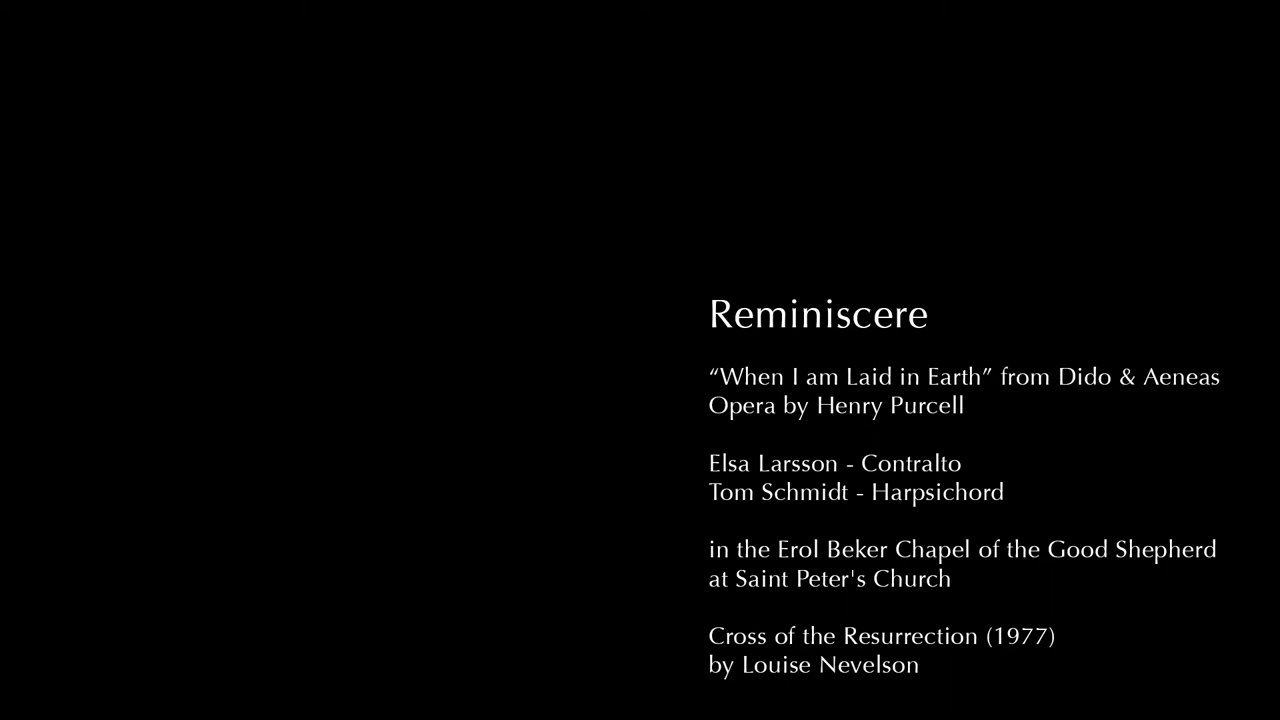 Reminiscere
“When I am Laid in Earth” from Dido & Aeneas
Opera by Henry Purcell
Elsa Larsson - Contralto
Tom Schmidt - Harpsichord
in the Erol Beker Chapel of the Good Shepherd
at Saint Peter's Church
Cross of the Resurrection (1977)
by Louise Nevelson